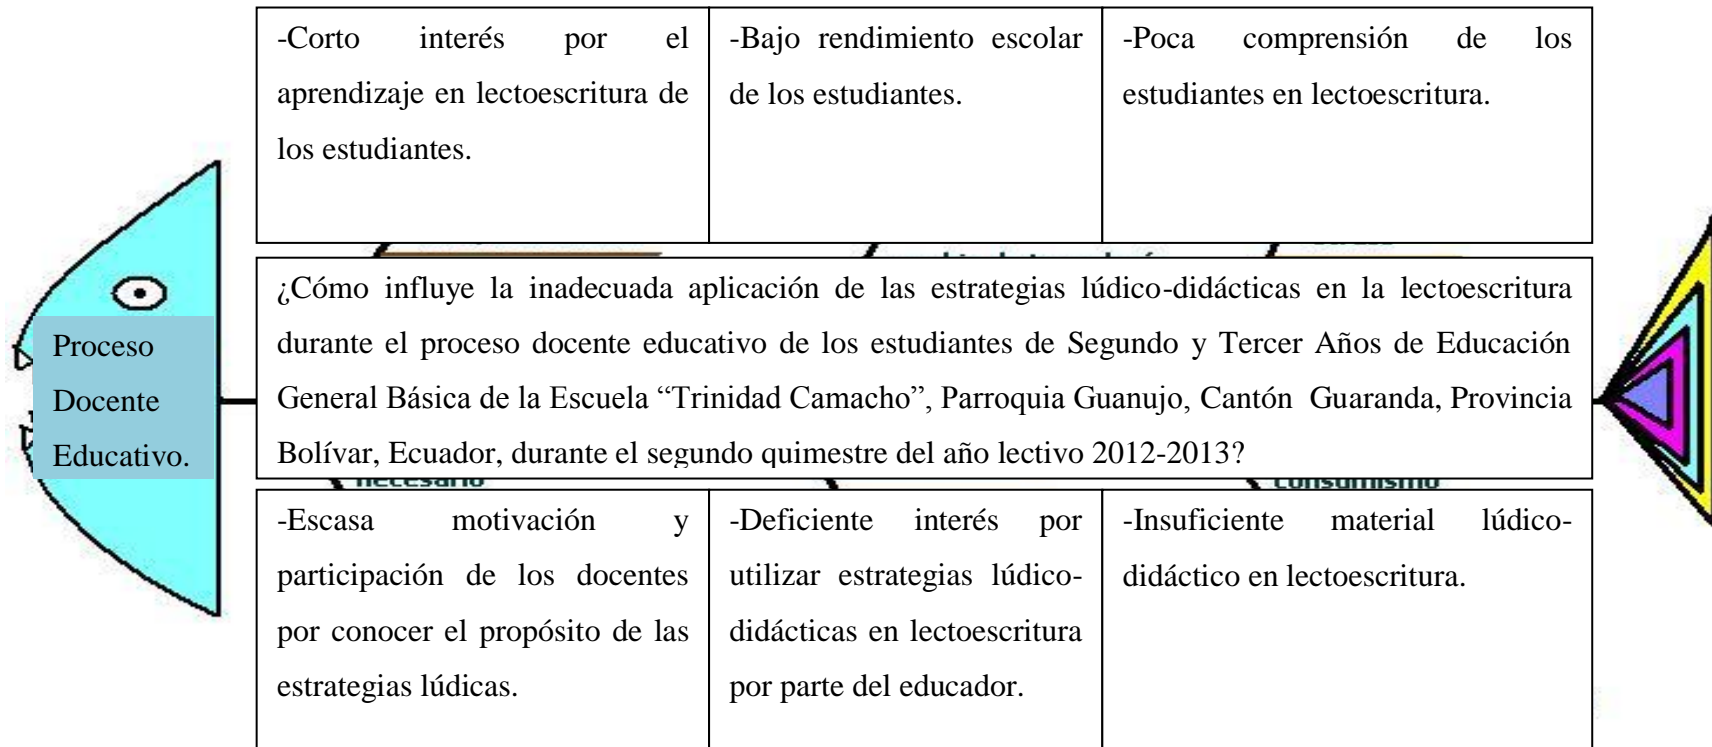 -Corto interés por el
aprendizaje en lectoescritura de
los estudiantes.
-Bajo rendimiento escolar
de los estudiantes.
-Poca comprensión de los
estudiantes en lectoescritura.
Proceso
Docente
Educativo.
¿Cómo influye la inadecuada aplicación de las estrategias lúdico-didácticas en la lectoescritura
durante el proceso docente educativo de los estudiantes de Segundo y Tercer Años de Educación
General Básica de la Escuela “Trinidad Camacho”, Parroquia Guanujo, Cantón Guaranda, Provincia
Bolívar, Ecuador, durante el segundo quimestre del año lectivo 2012-2013?
necesario
consumismo
-Escasa motivación y
participación de los docentes
por conocer el propósito de las
estrategias lúdicas.
-Deficiente interés por
utilizar estrategias lúdico-
didácticas en lectoescritura
por parte del educador.
-Insuficiente material lúdico-
didáctico en lectoescritura.